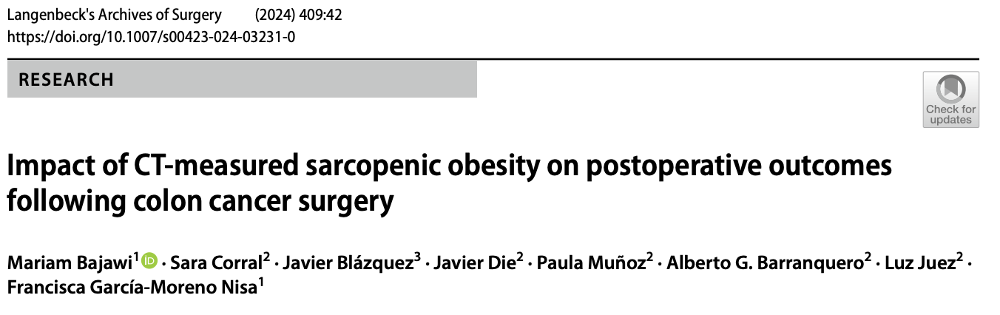 Langenbeck's Archives of Surgery (2024) 409:42
https://doi.org/10.1007/s00423-024-03231-0
RESEARCH
Check for
updates
Impact of CT-measured sarcopenic obesity on postoperative outcomes
following colon cancer surgery
Mariam Bajawi1 iD · Sara Corral2 · Javier Blázquez3 · Javier Die2 · Paula Muñoz2 · Alberto G. Barranquero2 · Luz Juez2 ·
Francisca García-Moreno Nisa1